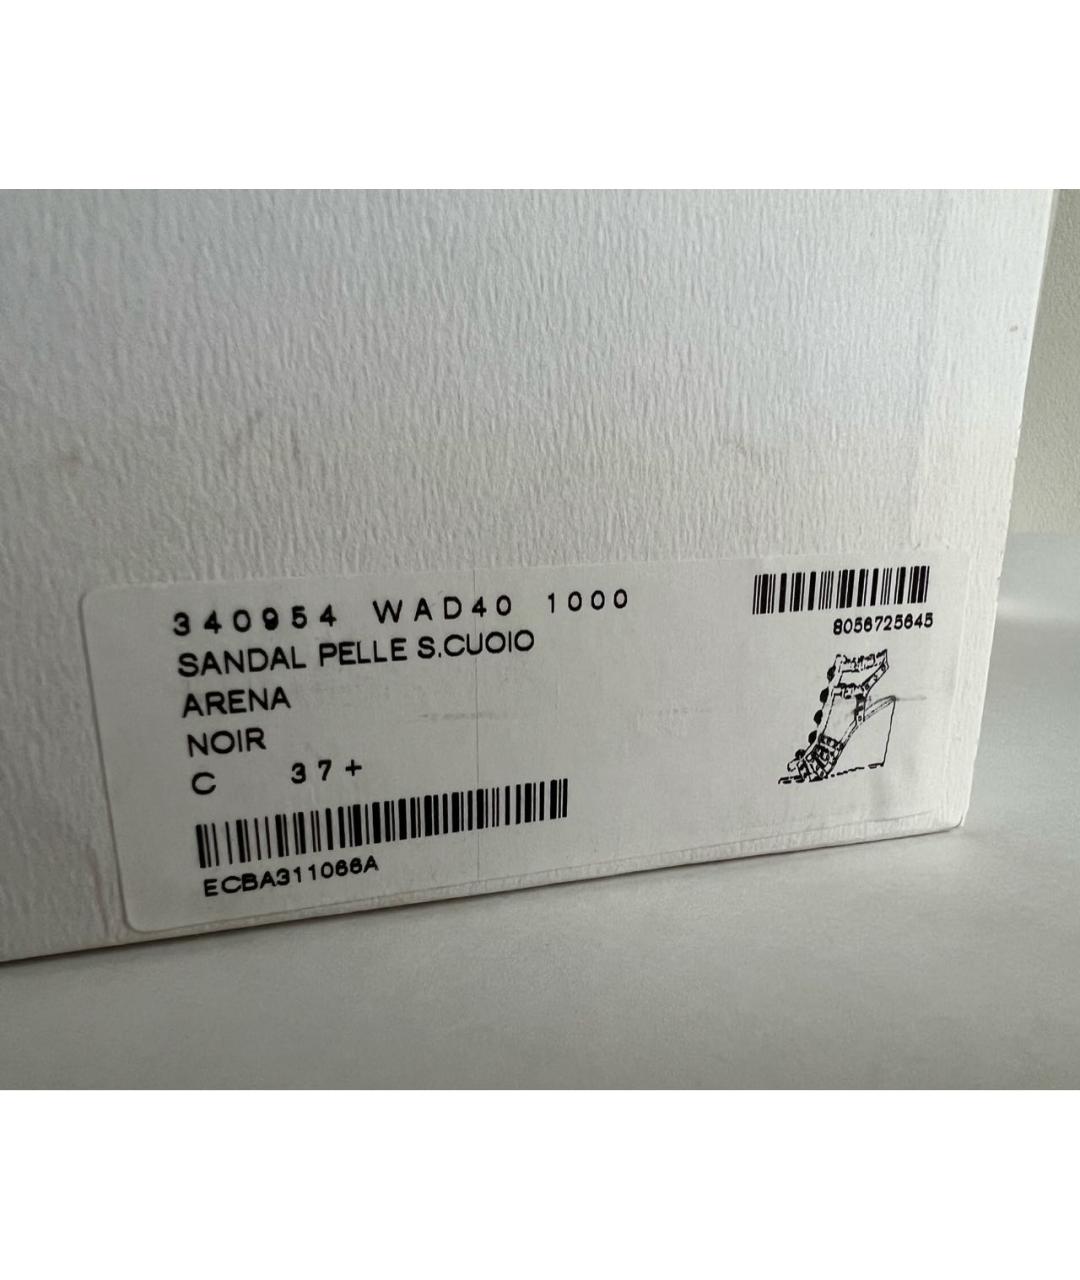 340954 WAD40 1000
8056725645
SANDAL PELLE S.CUOIO
ARENA
NOIR
C 37+
ECBA311066A